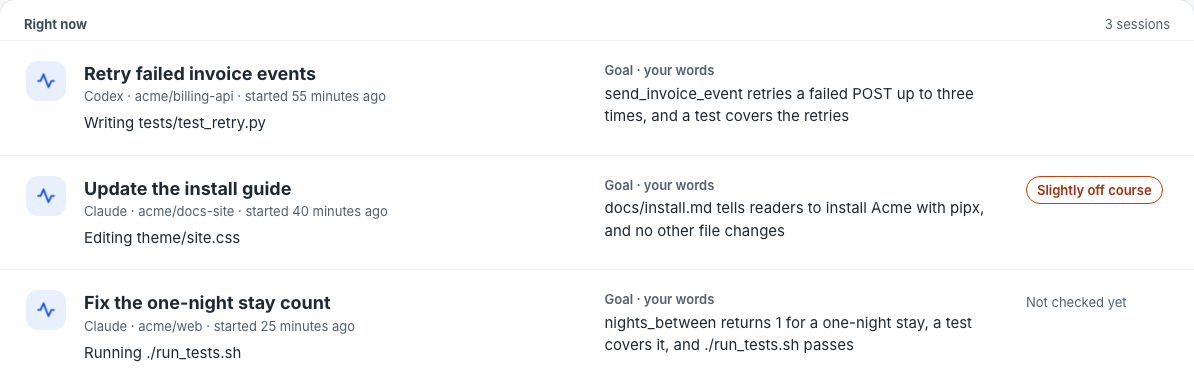 Right now
3 sessions
Retry failed invoice events
Codex · acme/billing-api · started 55 minutes ago
Writing tests/test_retry.py
Goal · your words
send_invoice_event retries a failed POST up to three
times, and a test covers the retries
Update the install guide
Claude · acme/docs-site · started 40 minutes ago
Editing theme/site.css
Goal · your words
docs/install.md tells readers to install Acme with pipx,
and no other file changes
Slightly off course
Fix the one-night stay count
Claude · acme/web · started 25 minutes ago
Running ./run_tests.sh
Goal · your words
nights_between returns 1 for a one-night stay, a test
covers it, and ./run_tests.sh passes
Not checked yet